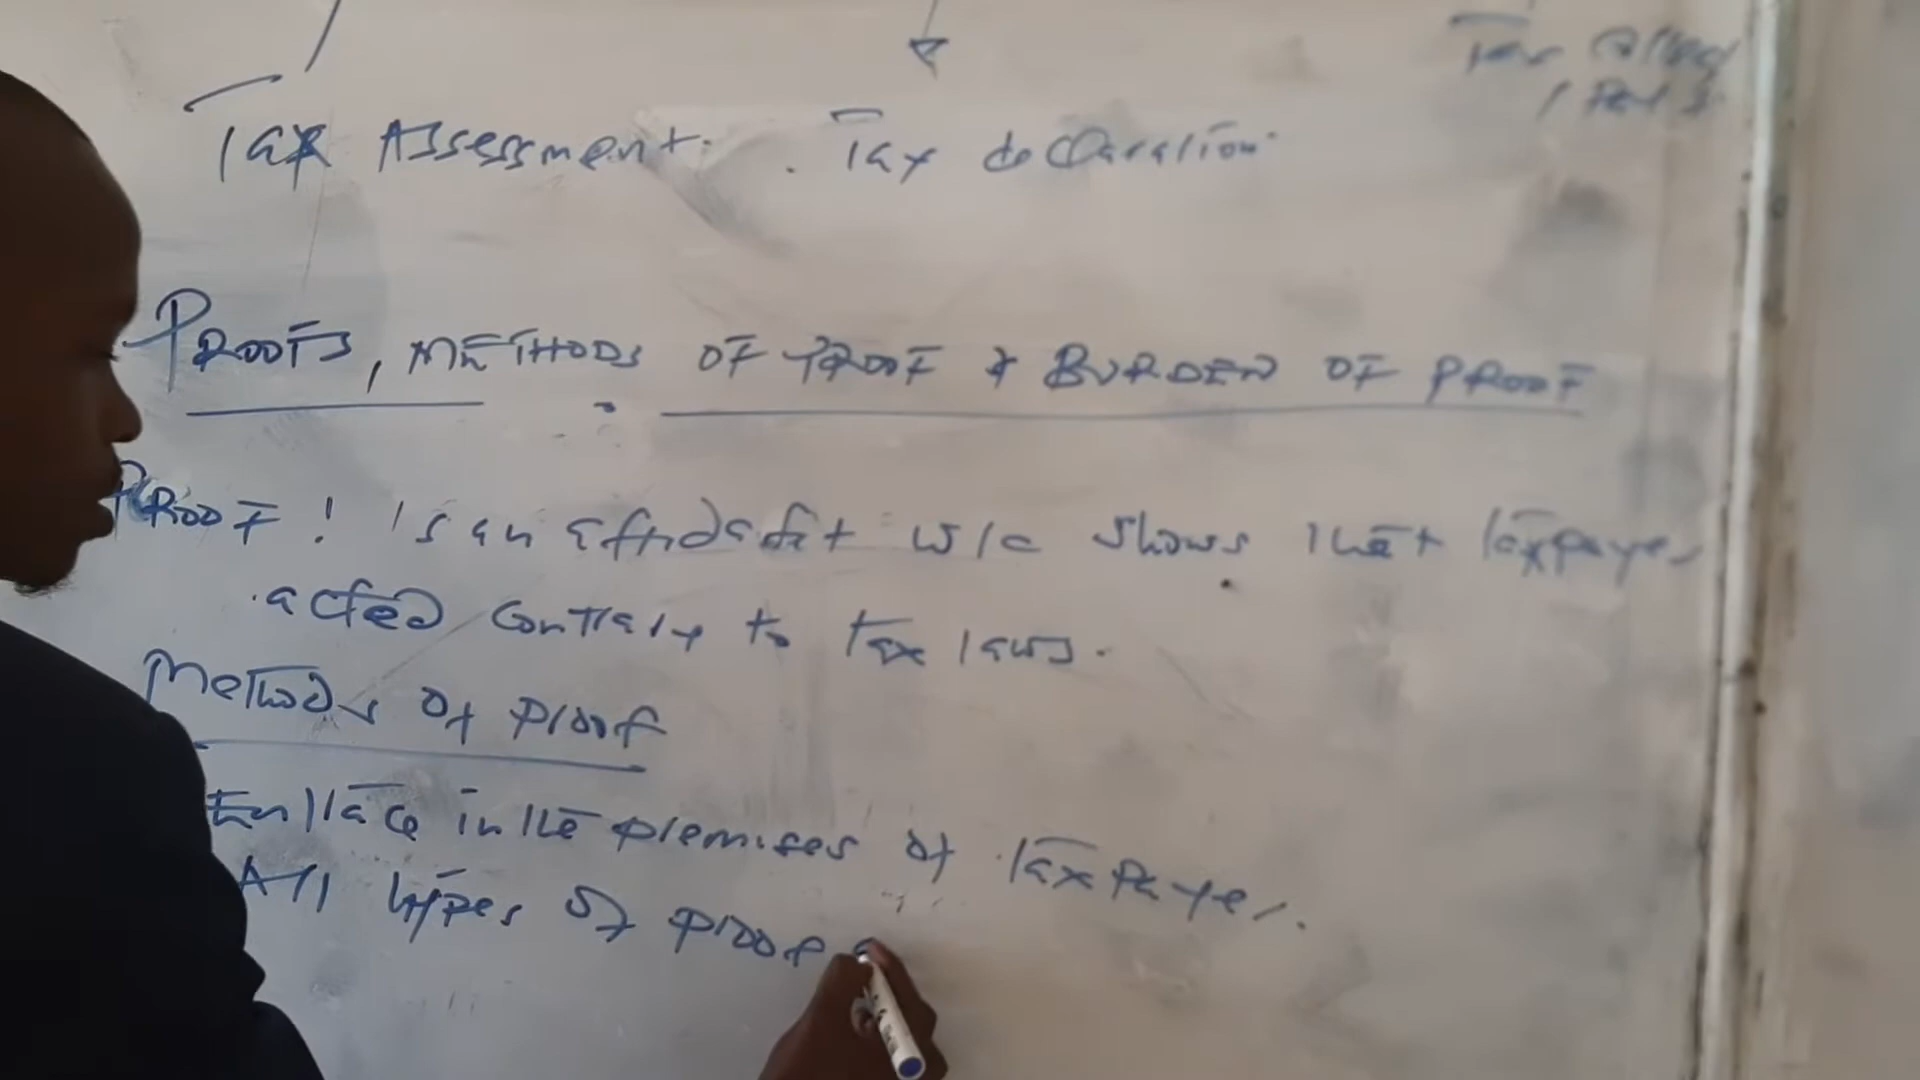 Tax Assessment. . Tax declaration.
PROOFS, METHODS OF PROOF & BURDEN OF PROOF
PROOF: Is an affidafit w/c shows that taxpayer
acted contrary to tax laws.
Methods of proof
in the premises of taxpayer.
All types of proof